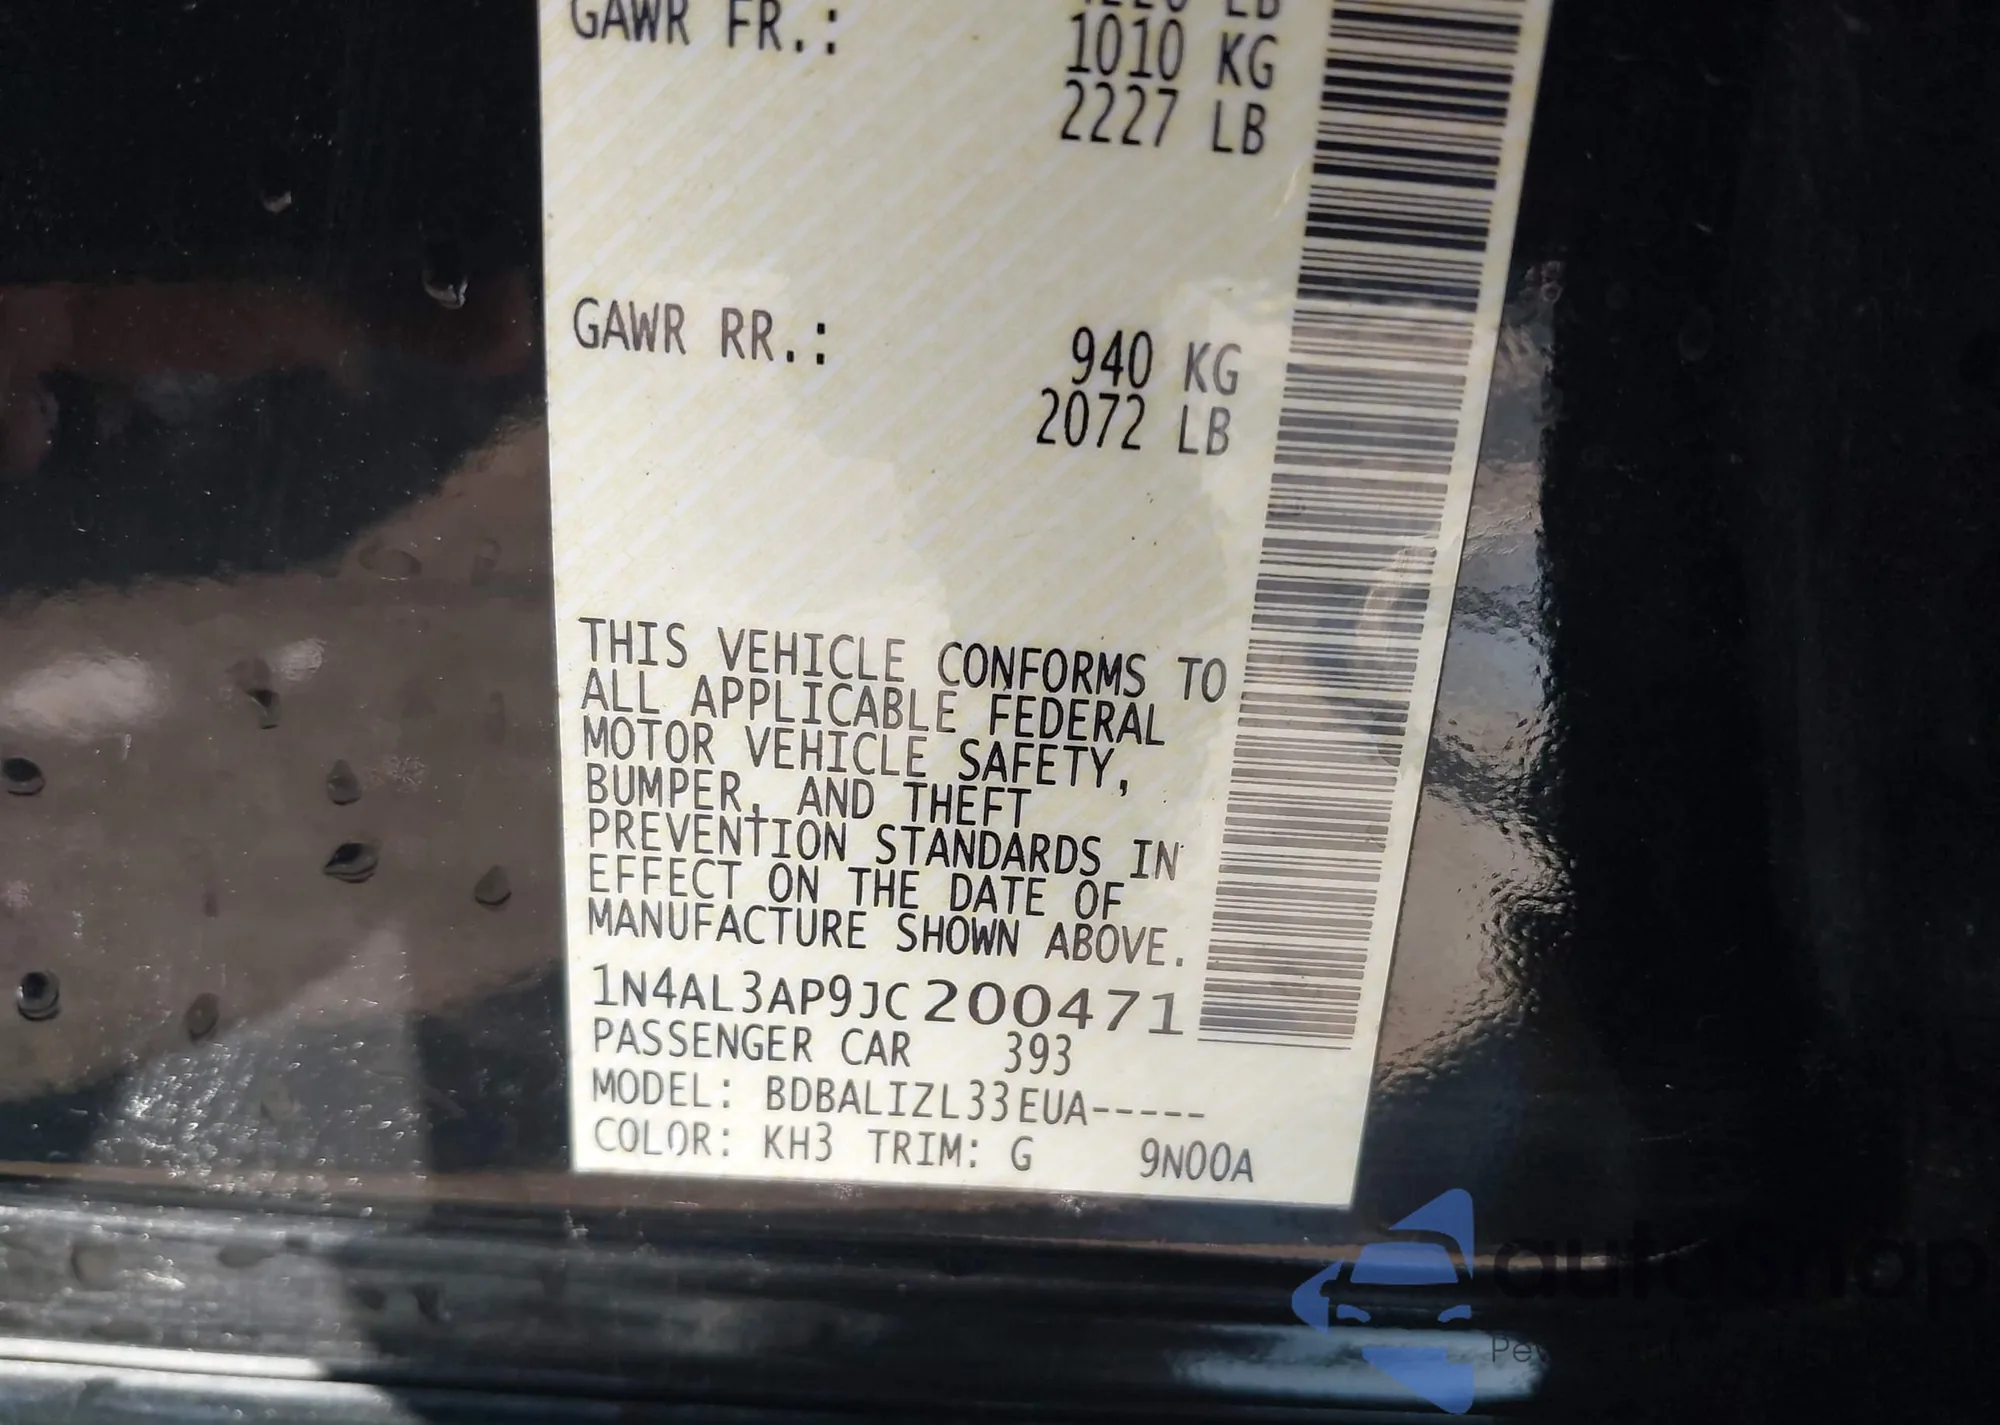 GAWR FR.:
1010 KG
2227 LB
GAWR RR.: 940 KG
2072 LB
THIS VEHICLE CONFORMS TO
ALL APPLICABLE FEDERAL
MOTOR VEHICLE SAFETY,
BUMPER, AND THEFT
PREVENTION STANDARDS IN
EFFECT ON THE DATE OF
MANUFACTURE SHOWN ABOVE.
1N4AL3AP9JC200471
PASSENGER CAR 393
MODEL: BDBALIZL33EUA-----
COLOR: KH3 TRIM: G 9N00A